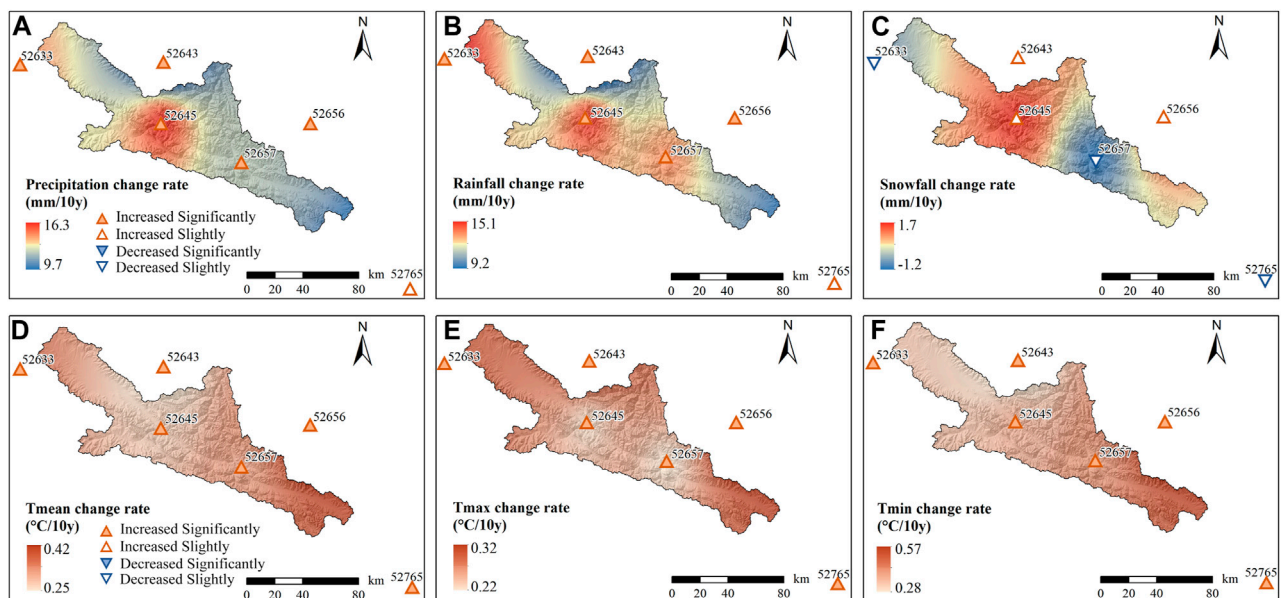 A
N
52633
52643
52645
52656
52657
Precipitation change rate
(mm/10y)
16.3
9.7
Increased Significantly
Increased Slightly
Decreased Significantly
Decreased Slightly
km
0 20 40 80
52765
B
N
52633
52643
52645
52656
52657
Rainfall change rate
(mm/10y)
15.1
9.2
km
0 20 40 80
52765
C
N
52633
52643
52645
52656
52657
Snowfall change rate
(mm/10y)
1.7
-1.2
km
0 20 40 80
52765
D
N
52633
52643
52645
52656
52657
Tmean change rate
(°C/10y)
0.42
0.25
Increased Significantly
Increased Slightly
Decreased Significantly
Decreased Slightly
km
0 20 40 80
52765
E
N
52633
52643
52645
52656
52657
Tmax change rate
(°C/10y)
0.32
0.22
km
0 20 40 80
52765
F
N
52633
52643
52645
52656
52657
Tmin change rate
(°C/10y)
0.57
0.28
km
0 20 40 80
52765